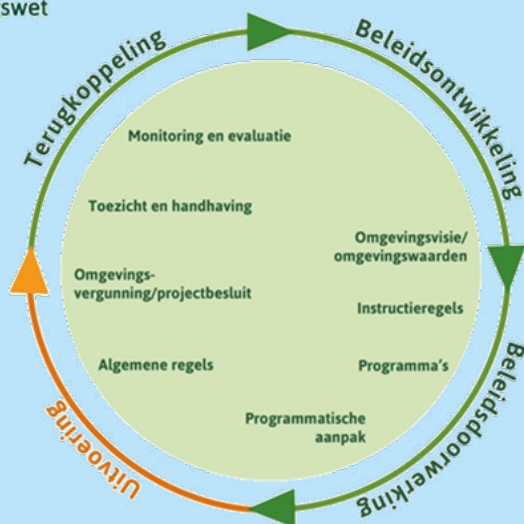 swet
Terugkoppeling
Beleidsontwikkeling
Monitoring en evaluatie
Toezicht en handhaving
Omgevingsvisie/
omgevingswaarden
Omgevings-
vergunning/projectbesluit
Instructieregels
Algemene regels
Programma's
Programmatische
aanpak
Uitvoering
Beleidsdoorwerking